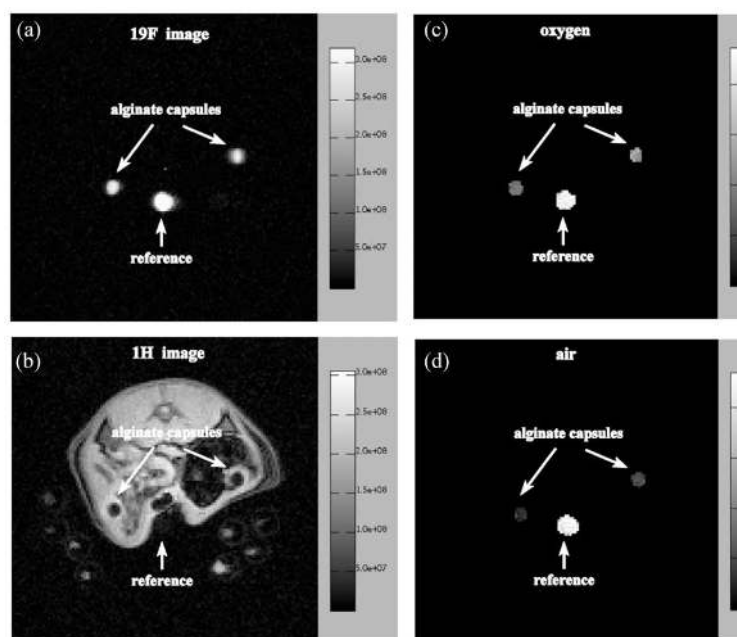 (a)
19F image
alginate capsules
reference
3.0e+08
2.5e+08
2.0e+08
1.5e+08
1.0e+08
5.0e+07
(c)
oxygen
alginate capsules
reference
(b)
1H image
alginate capsules
reference
3.0e+08
2.5e+08
2.0e+08
1.5e+08
1.0e+08
5.0e+07
(d)
air
alginate capsules
reference